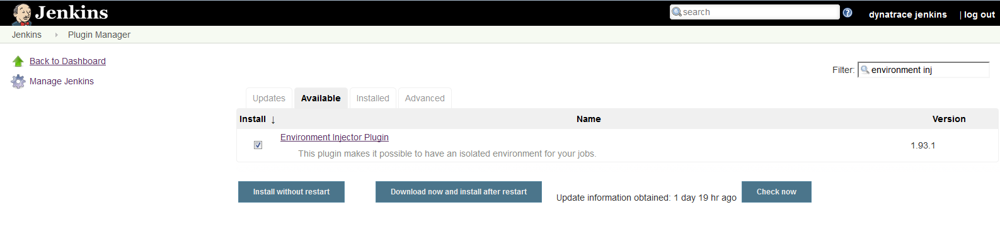 Jenkins
search
dynatrace jenkins | log out
Jenkins Plugin Manager
Back to Dashboard
Manage Jenkins
Filter: environment inj
Updates Available Installed Advanced
Install ↓ Name Version
Environment Injector Plugin
This plugin makes it possible to have an isolated environment for your jobs.
1.93.1
Install without restart Download now and install after restart Update information obtained: 1 day 19 hr ago Check now